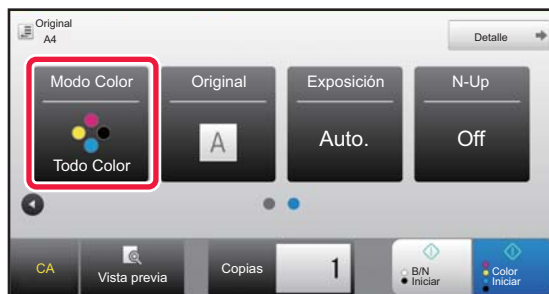 Original
A4
Detalle
Modo Color
Todo Color
Original
A
Exposición
Auto.
N-Up
Off
CA
Vista previa
Copias
1
B/N
Iniciar
Color
Iniciar